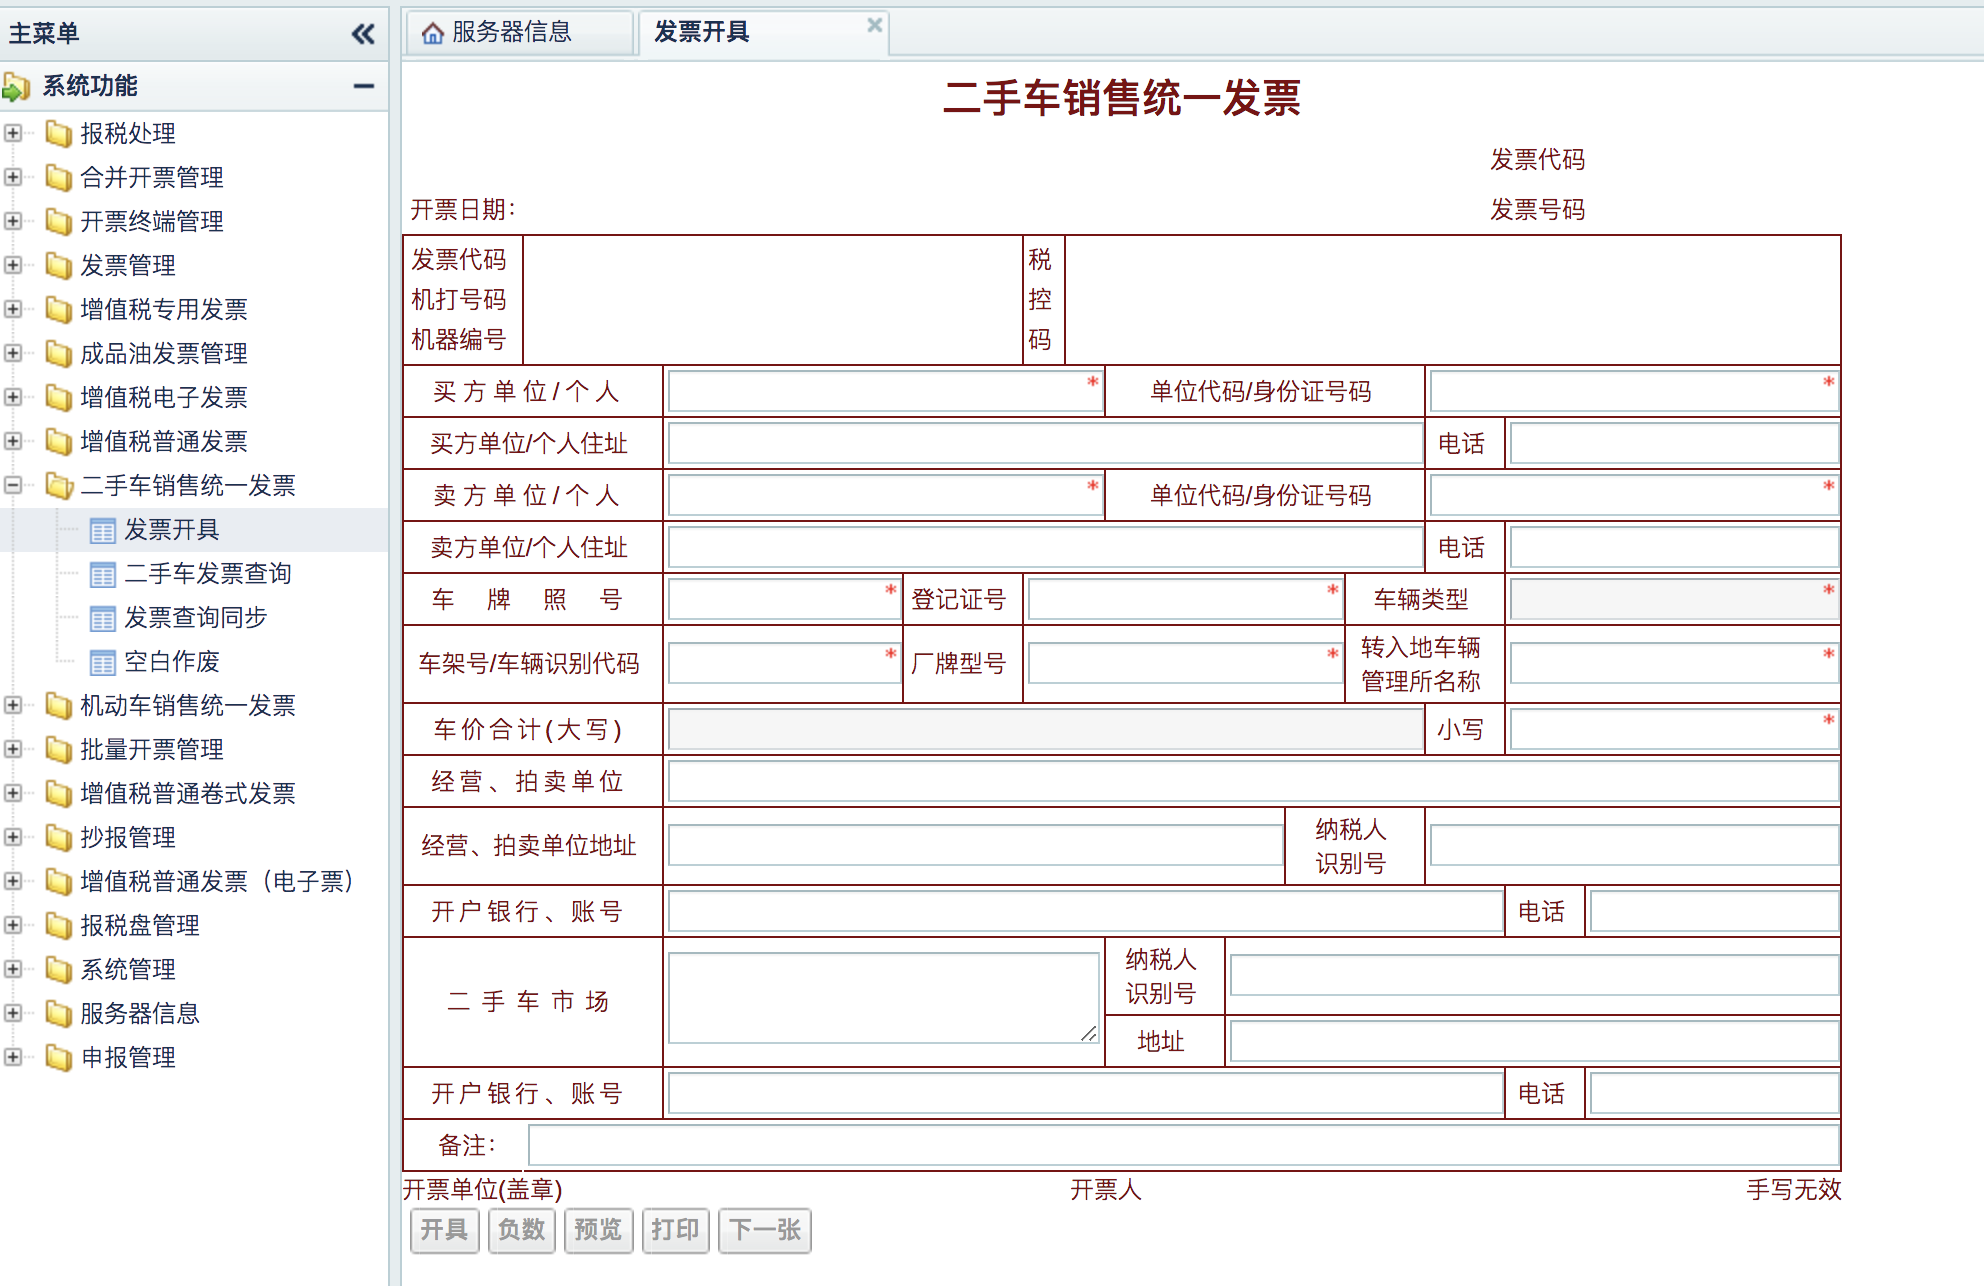 主菜单
系统功能
报税处理
合并开票管理
开票终端管理
发票管理
增值税专用发票
成品油发票管理
增值税电子发票
增值税普通发票
二手车销售统一发票
发票开具
二手车发票查询
发票查询同步
空白作废
机动车销售统一发票
批量开票管理
增值税普通卷式发票
抄报管理
增值税普通发票（电子票）
报税盘管理
系统管理
服务器信息
申报管理
服务器信息 发票开具
二手车销售统一发票
发票代码
开票日期： 发票号码
发票代码 税
机打号码 控
机器编号 码
买方单位/个人 * 单位代码/身份证号码 *
买方单位/个人住址 电话
卖方单位/个人 * 单位代码/身份证号码 *
卖方单位/个人住址 电话
车牌照号 * 登记证号 * 车辆类型 *
车架号/车辆识别代码 * 厂牌型号 * 转入地车辆 *
管理所名称
车价合计(大写) 小写 *
经营、拍卖单位
经营、拍卖单位地址 纳税人
识别号
开户银行、账号 电话
二手车市场 纳税人
识别号
地址
开户银行、账号 电话
备注：
开票单位(盖章) 开票人 手写无效
开具 负数 预览 打印 下一张